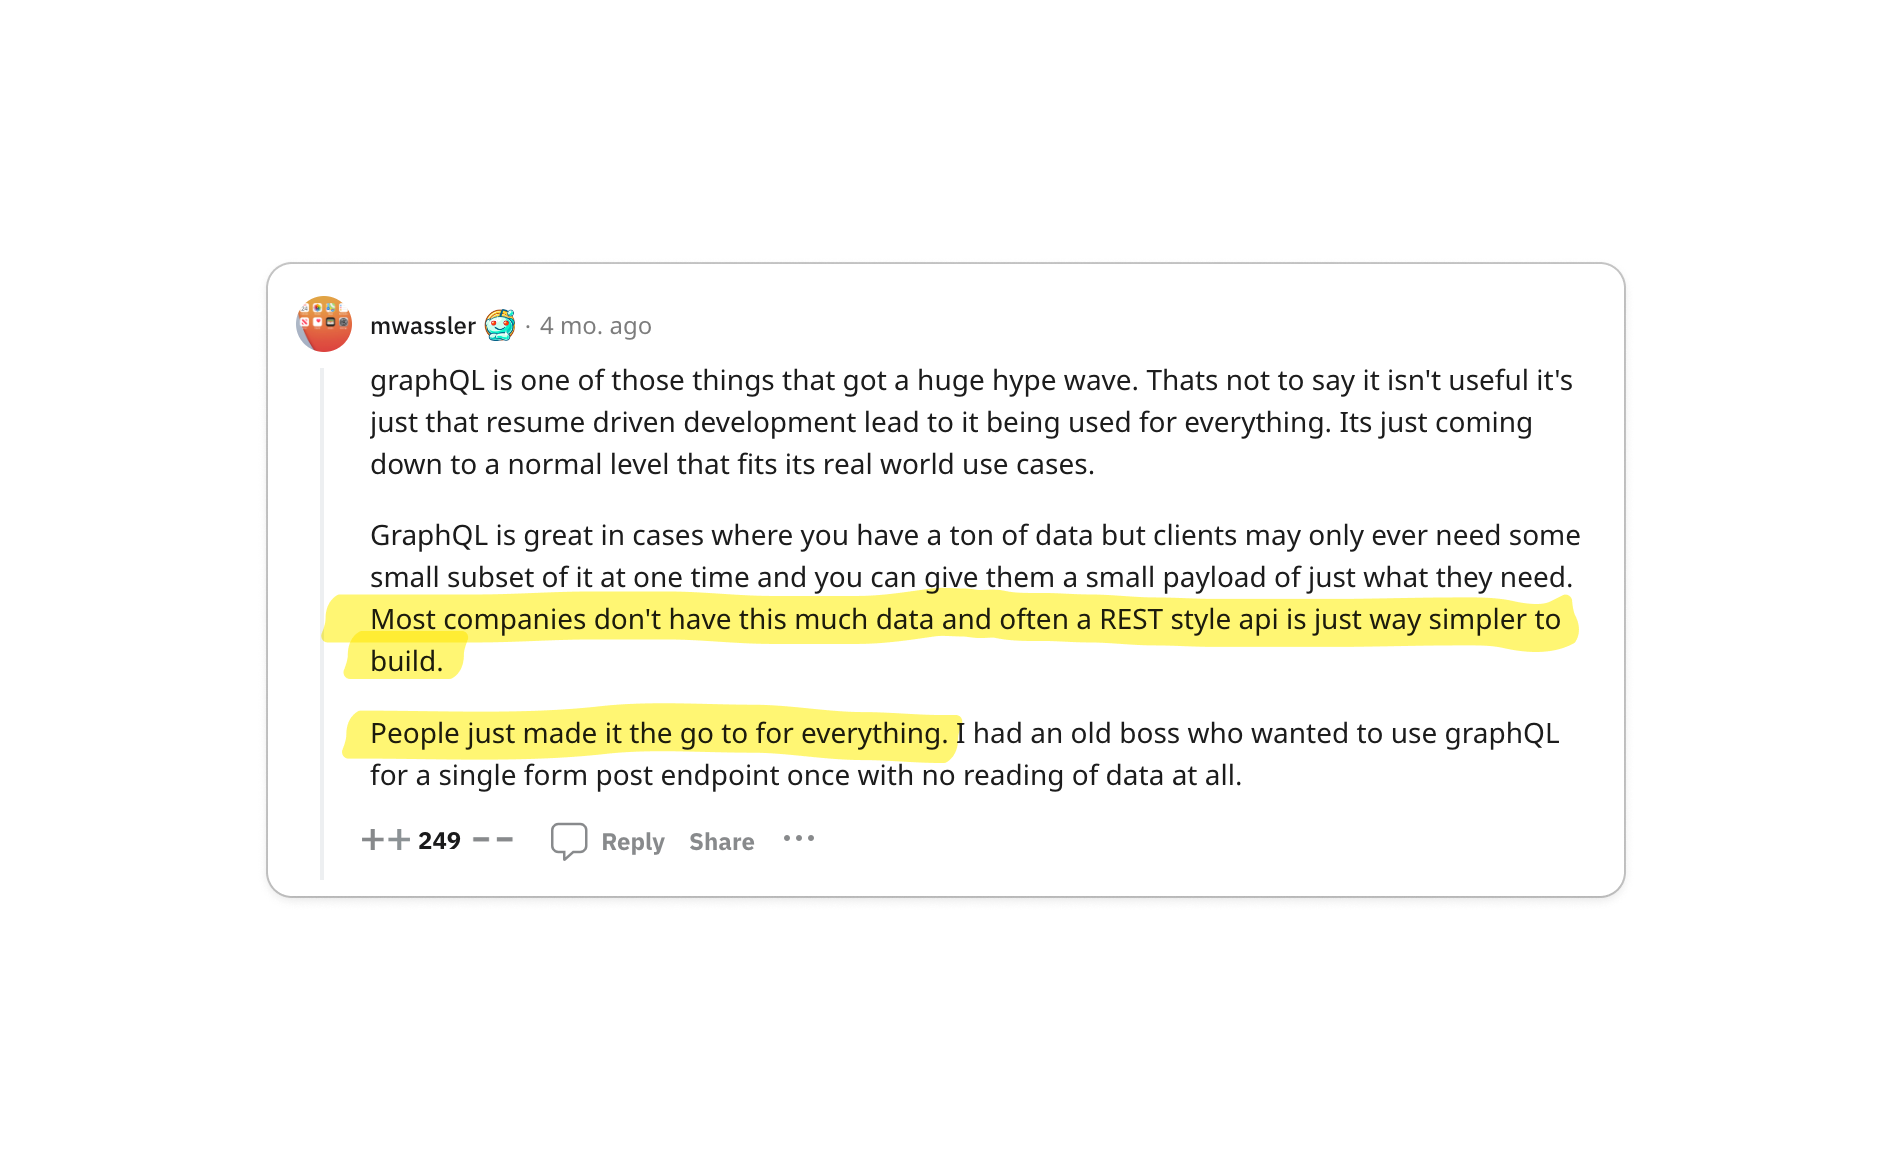 mwassler · 4 mo. ago
graphQL is one of those things that got a huge hype wave. Thats not to say it isn't useful it's
just that resume driven development lead to it being used for everything. Its just coming
down to a normal level that fits its real world use cases.
GraphQL is great in cases where you have a ton of data but clients may only ever need some
small subset of it at one time and you can give them a small payload of just what they need.
Most companies don't have this much data and often a REST style api is just way simpler to
build.
People just made it the go to for everything. I had an old boss who wanted to use graphQL
for a single form post endpoint once with no reading of data at all.
++ 249 −− Reply Share ···